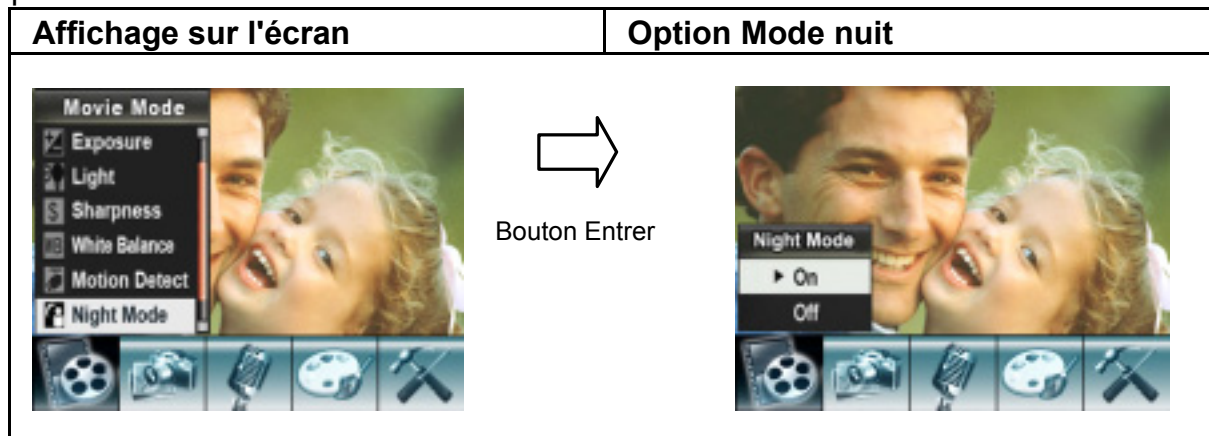 Affichage sur l'écran
Option Mode nuit
Movie Mode
Exposure
Light
Sharpness
White Balance
Motion Detect
Night Mode
Bouton Entrer
Night Mode
On
Off